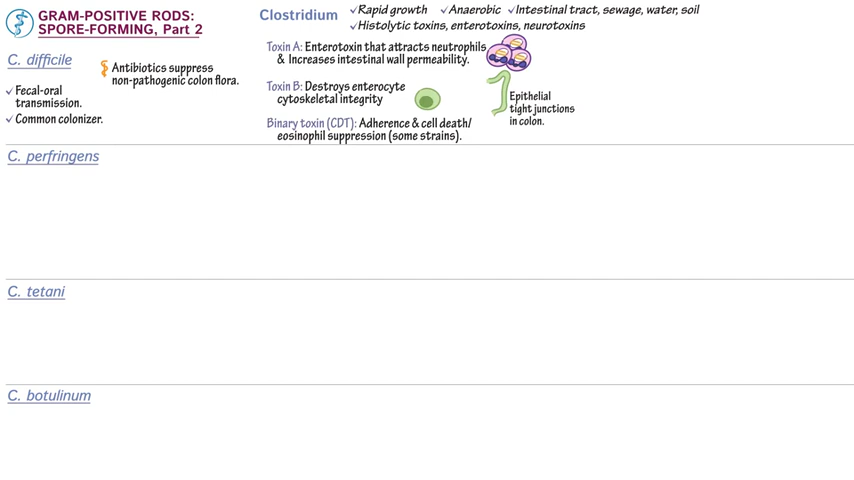 GRAM-POSITIVE RODS:
SPORE-FORMING, Part 2
Clostridium
✓Rapid growth ✓Anaerobic ✓Intestinal tract, sewage, water, soil
✓Histolytic toxins, enterotoxins, neurotoxins
C. difficile
✓Fecal-oral
transmission.
✓Common colonizer.
Antibiotics suppress
non-pathogenic colon flora.
Toxin A: Enterotoxin that attracts neutrophils
& Increases intestinal wall permeability.
Toxin B: Destroys enterocyte
cytoskeletal integrity
Epithelial
tight junctions
in colon.
Binary toxin (CDT): Adherence & cell death/
eosinophil suppression (some strains).
C. perfringens
C. tetani
C. botulinum